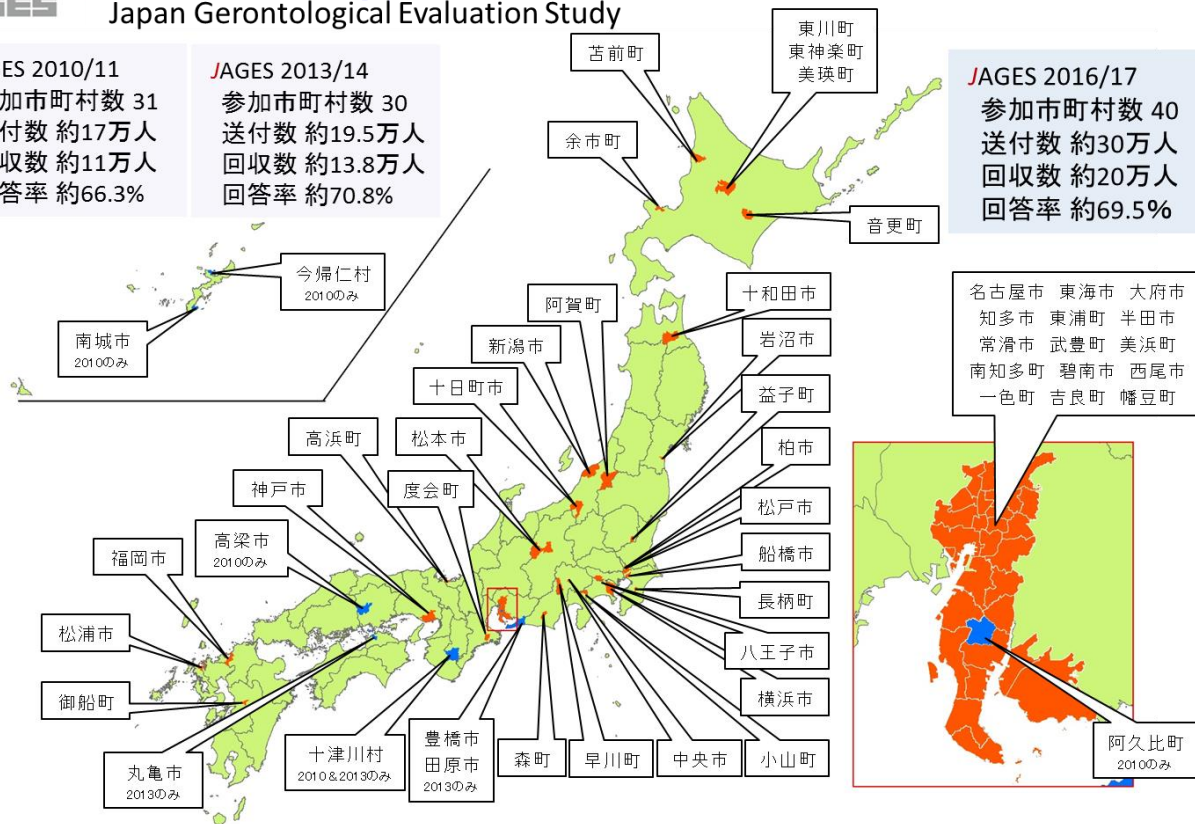 Japan Gerontological Evaluation Study
ES 2010/11
加市町村数 31
付数 約17万人
収数 約11万人
答率 約66.3%
JAGES 2013/14
参加市町村数 30
送付数 約19.5万人
回収数 約13.8万人
回答率 約70.8%
JAGES 2016/17
参加市町村数 40
送付数 約30万人
回収数 約20万人
回答率 約69.5%
東川町
東神楽町
美瑛町
苫前町
余市町
音更町
今帰仁村
2010のみ
南城市
2010のみ
十和田市
阿賀町
新潟市
十日町市
岩沼市
益子町
高浜町
松本市
柏市
神戸市
度会町
松戸市
高梁市
2010のみ
福岡市
船橋市
松浦市
長柄町
御船町
八王子市
横浜市
丸亀市
2013のみ
十津川村
2010&2013のみ
豊橋市
田原市
2013のみ
森町
早川町
中央市
小山町
名古屋市 東海市 大府市
知多市 東浦町 半田市
常滑市 武豊町 美浜町
南知多町 碧南市 西尾市
一色町 吉良町 幡豆町
阿久比町
2010のみ